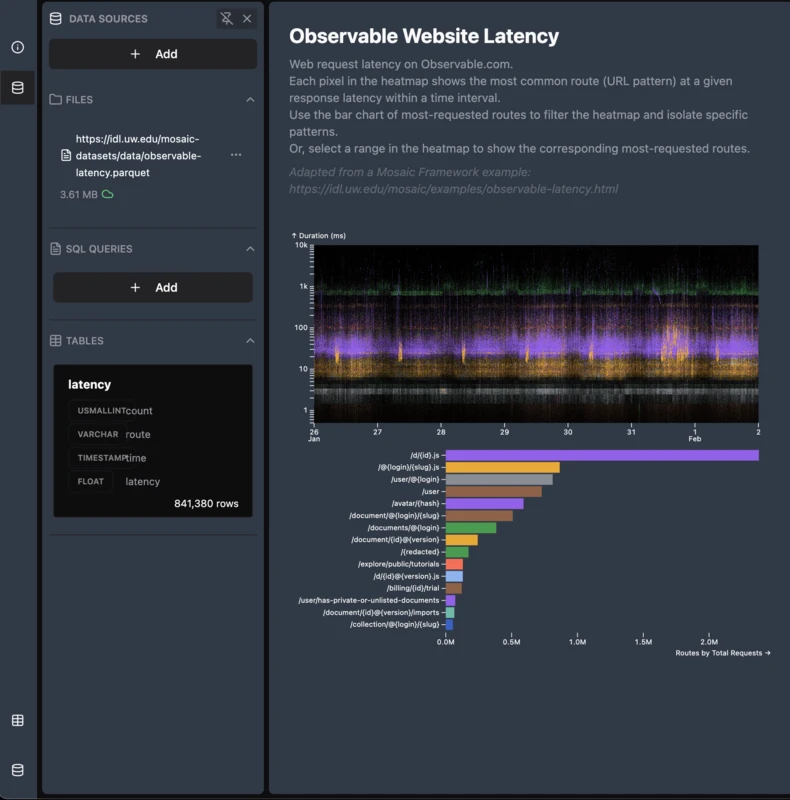 DATA SOURCES
Add
FILES
https://idl.uw.edu/mosaic-
datasets/data/observable-
latency.parquet
3.61 MB
SQL QUERIES
Add
TABLES
latency
USMALLINT count
VARCHAR route
TIMESTAMP time
FLOAT latency
841,380 rows
Observable Website Latency
Web request latency on Observable.com.
Each pixel in the heatmap shows the most common route (URL pattern) at a given
response latency within a time interval.
Use the bar chart of most-requested routes to filter the heatmap and isolate specific
patterns.
Or, select a range in the heatmap to show the corresponding most-requested routes.
Adapted from a Mosaic Framework example:
https://idl.uw.edu/mosaic/examples/observable-latency.html
↑ Duration (ms)
10k
1k
100
10
1
26 27 28 29 30 31 1 2
Jan Feb
/d/{id}.js
/@{login}/{slug}.js
/user/@{login}
/user
/avatar/{hash}
/document/@{login}/{slug}
/documents/@{login}
/document/{id}@{version}
/{redacted}
/explore/public/tutorials
/d/{id}@{version}.js
/billing/{id}/trial
/user/has-private-or-unlisted-documents
/document/{id}@{version}/imports
/collection/@{login}/{slug}
0.0M 0.5M 1.0M 1.5M 2.0M
Routes by Total Requests →